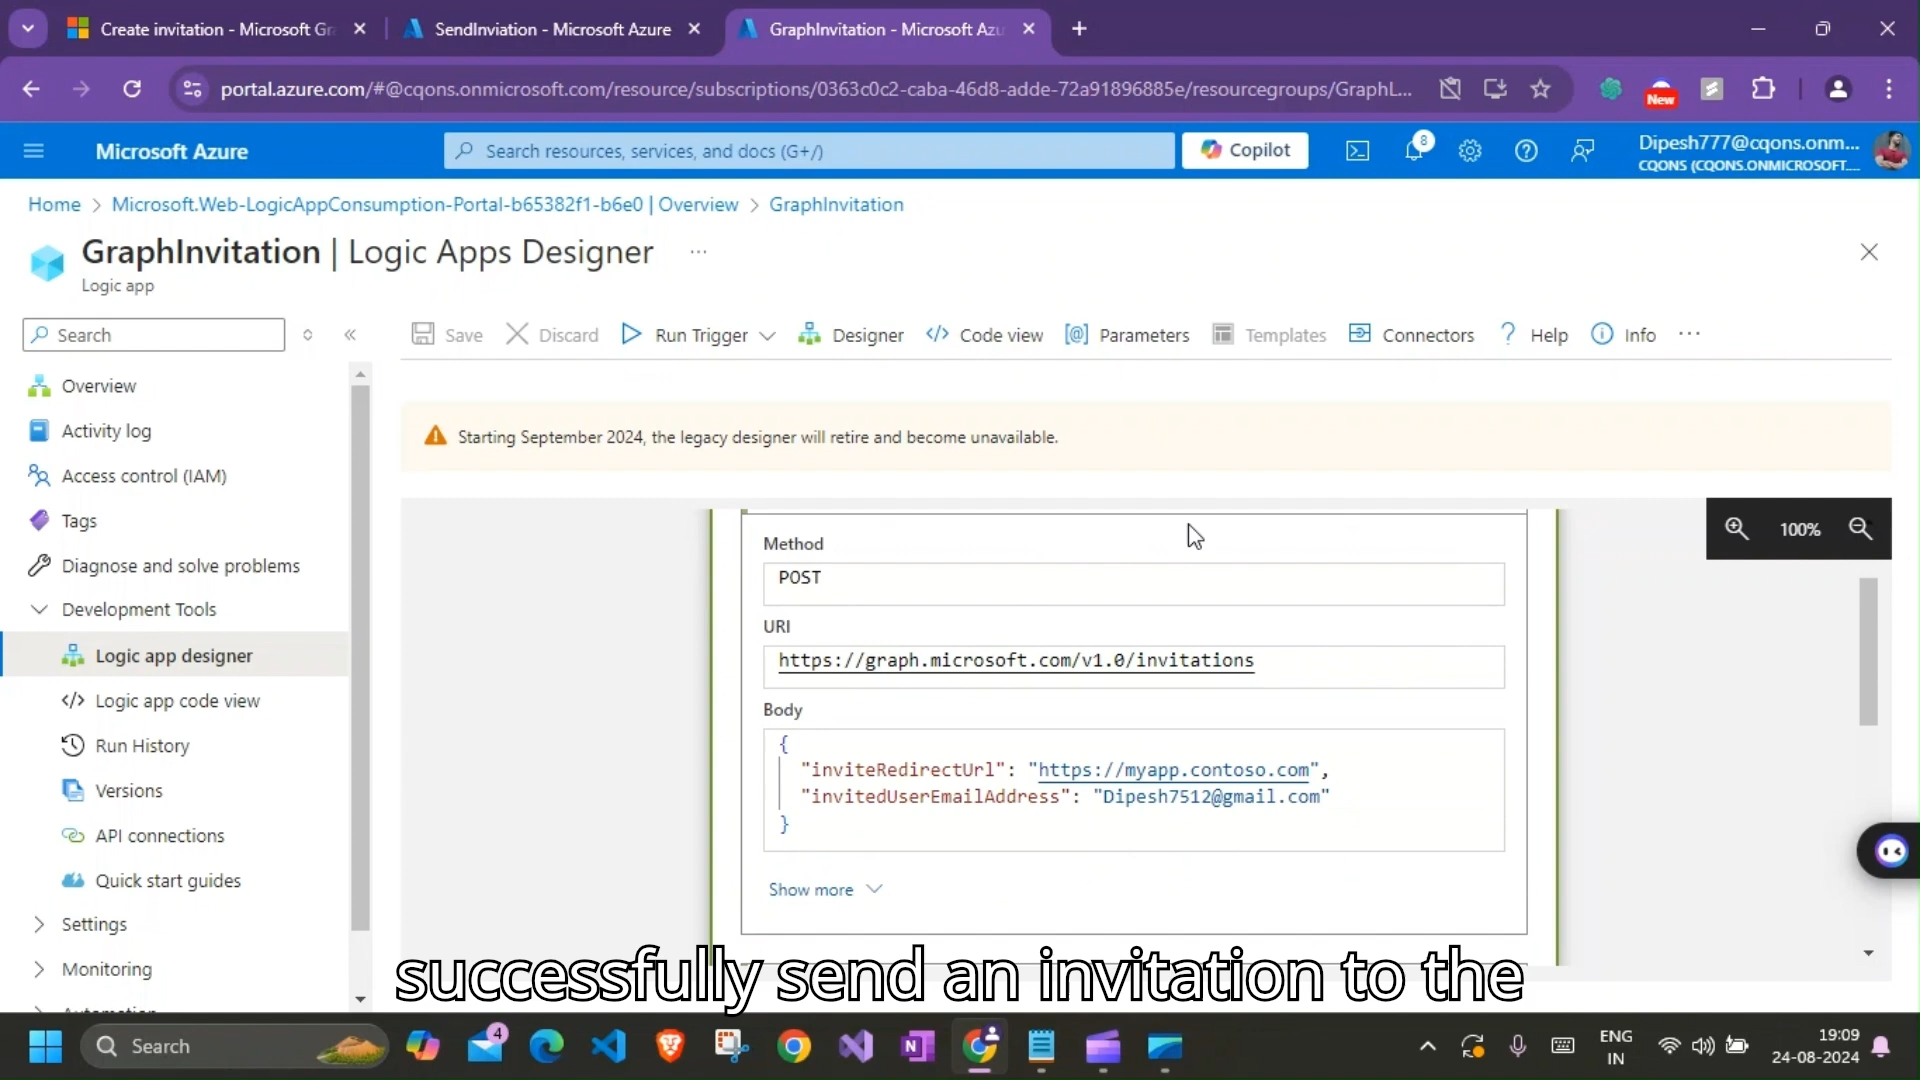 Create invitation - Microsoft Gr
SendInviation - Microsoft Azure
GraphInvitation - Microsoft Azu
portal.azure.com/#@cqons.onmicrosoft.com/resource/subscriptions/0363c0c2-caba-46d8-adde-72a91896885e/resourcegroups/GraphL...
New
Microsoft Azure
Search resources, services, and docs (G+/)
Copilot
8
Dipesh777@cqons.onm...
CQONS (CQONS.ONMICROSOFT....
Home > Microsoft.Web-LogicAppConsumption-Portal-b65382f1-b6e0 | Overview > GraphInvitation
GraphInvitation | Logic Apps Designer ...
Logic app
Search
Save Discard Run Trigger Designer Code view Parameters Templates Connectors Help Info ...
Overview
Activity log
Access control (IAM)
Tags
Diagnose and solve problems
Development Tools
Logic app designer
Logic app code view
Run History
Versions
API connections
Quick start guides
Settings
Monitoring
Automation
Starting September 2024, the legacy designer will retire and become unavailable.
100%
Method
POST
URI
https://graph.microsoft.com/v1.0/invitations
Body
{
"inviteRedirectUrl": "https://myapp.contoso.com",
"invitedUserEmailAddress": "Dipesh7512@gmail.com"
}
Show more
successfully send an invitation to the
Search
4
ENG
IN
19:09
24-08-2024